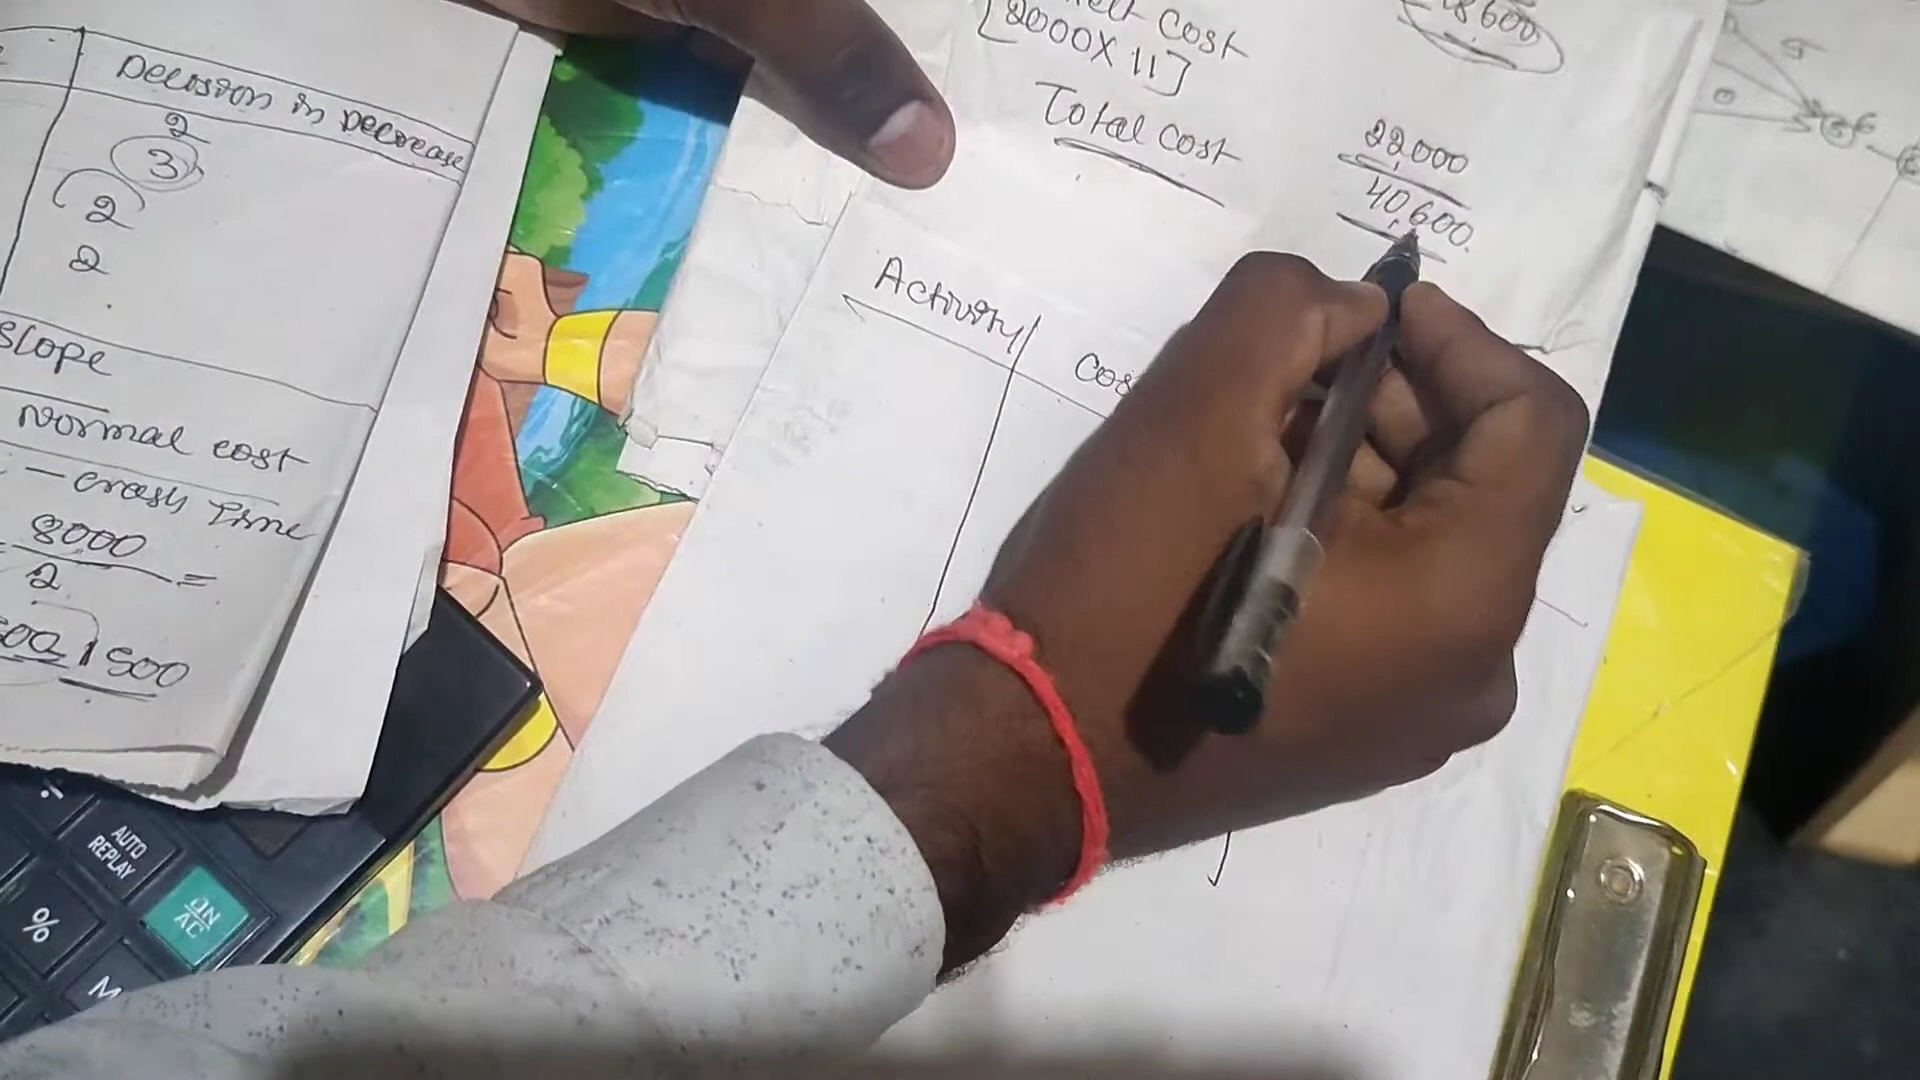 Decision in Decrease
2
3
2
2
slope
Normal cost
- crash Time
8000
2
=
1500
AUTO REPLAY
%
ON
AC
M
cost
18600
[2000 X 11]
22,000
Total cost
40,600
Activity
Cos